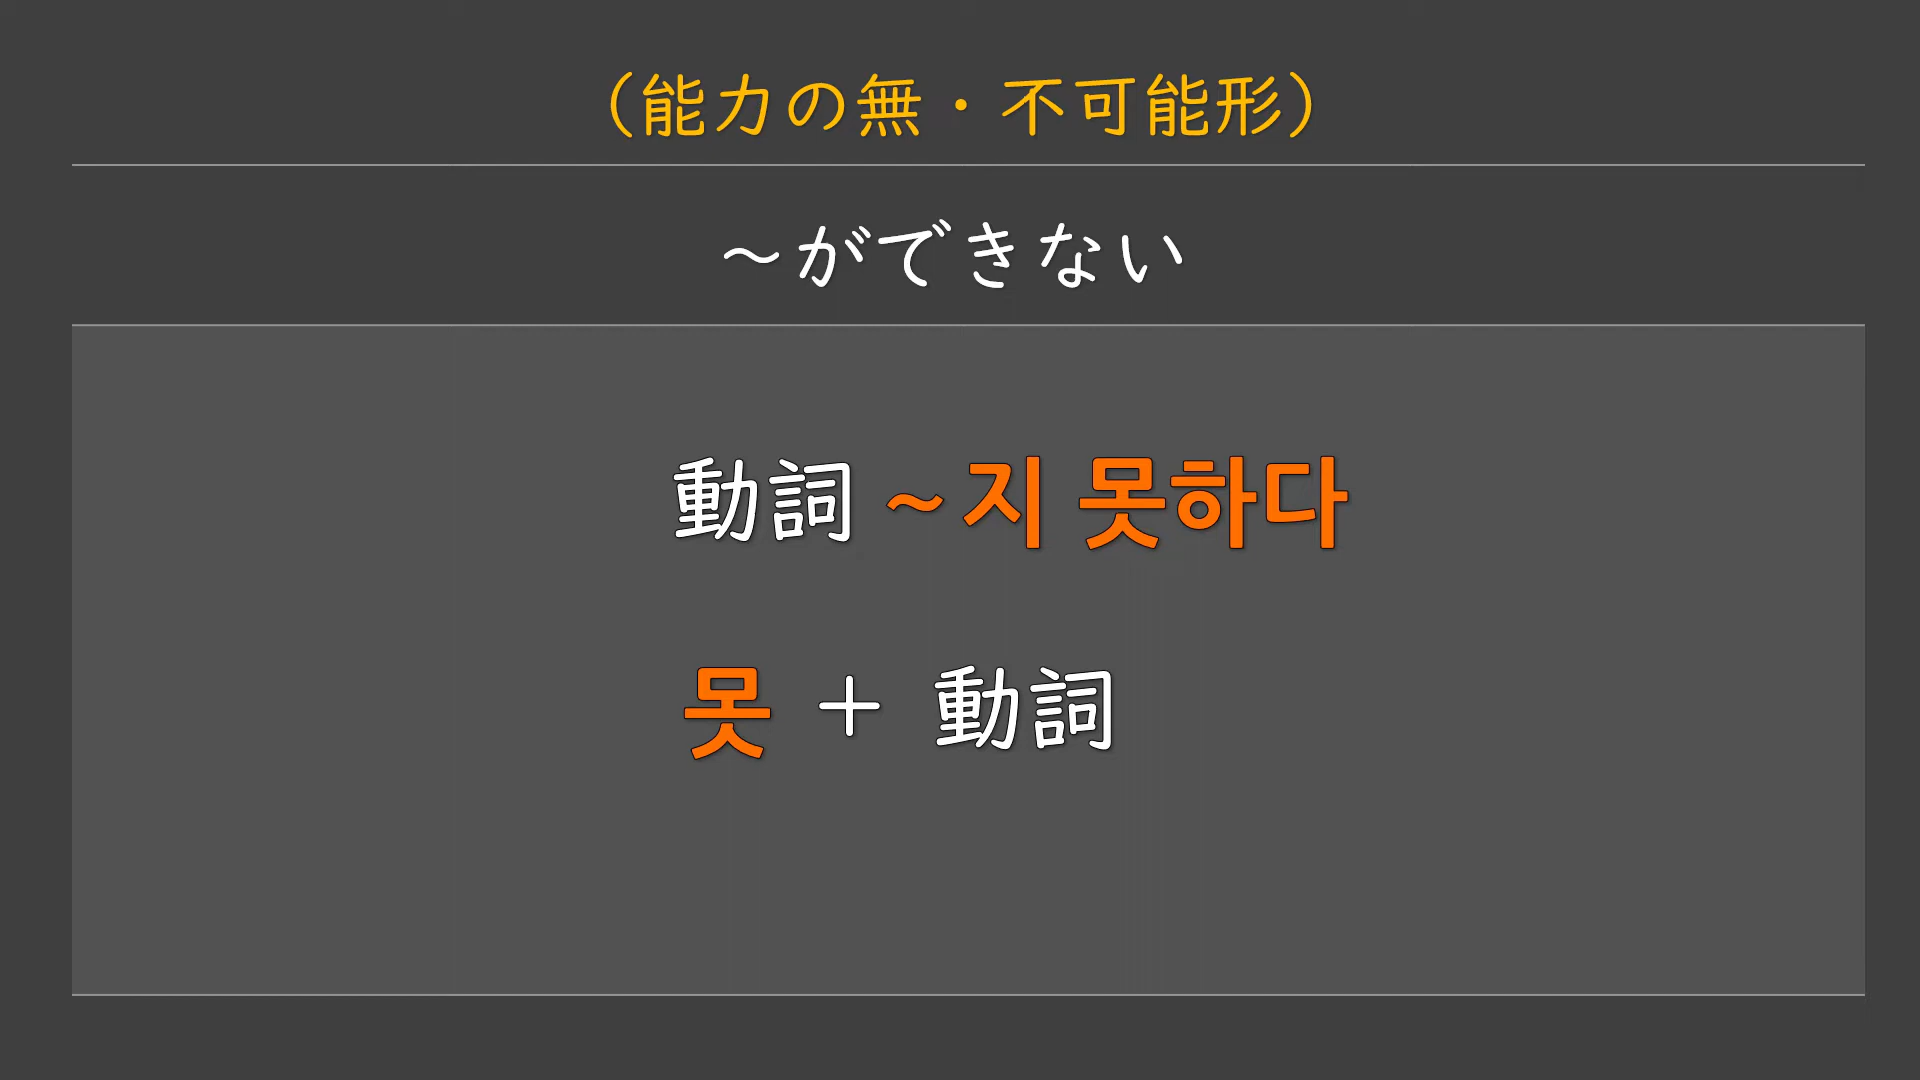 （能力の無・不可能形）
～ができない
動詞 ~지 못하다
못 ＋ 動詞